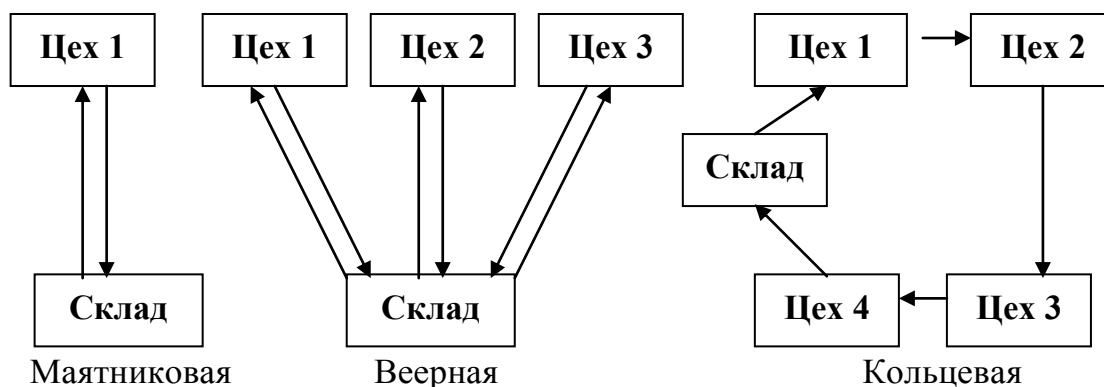 Цех 1 Цех 1 Цех 2 Цех 3 Цех 1 Цех 2
Склад
Склад Склад Цех 4 Цех 3
Маятниковая Веерная Кольцевая